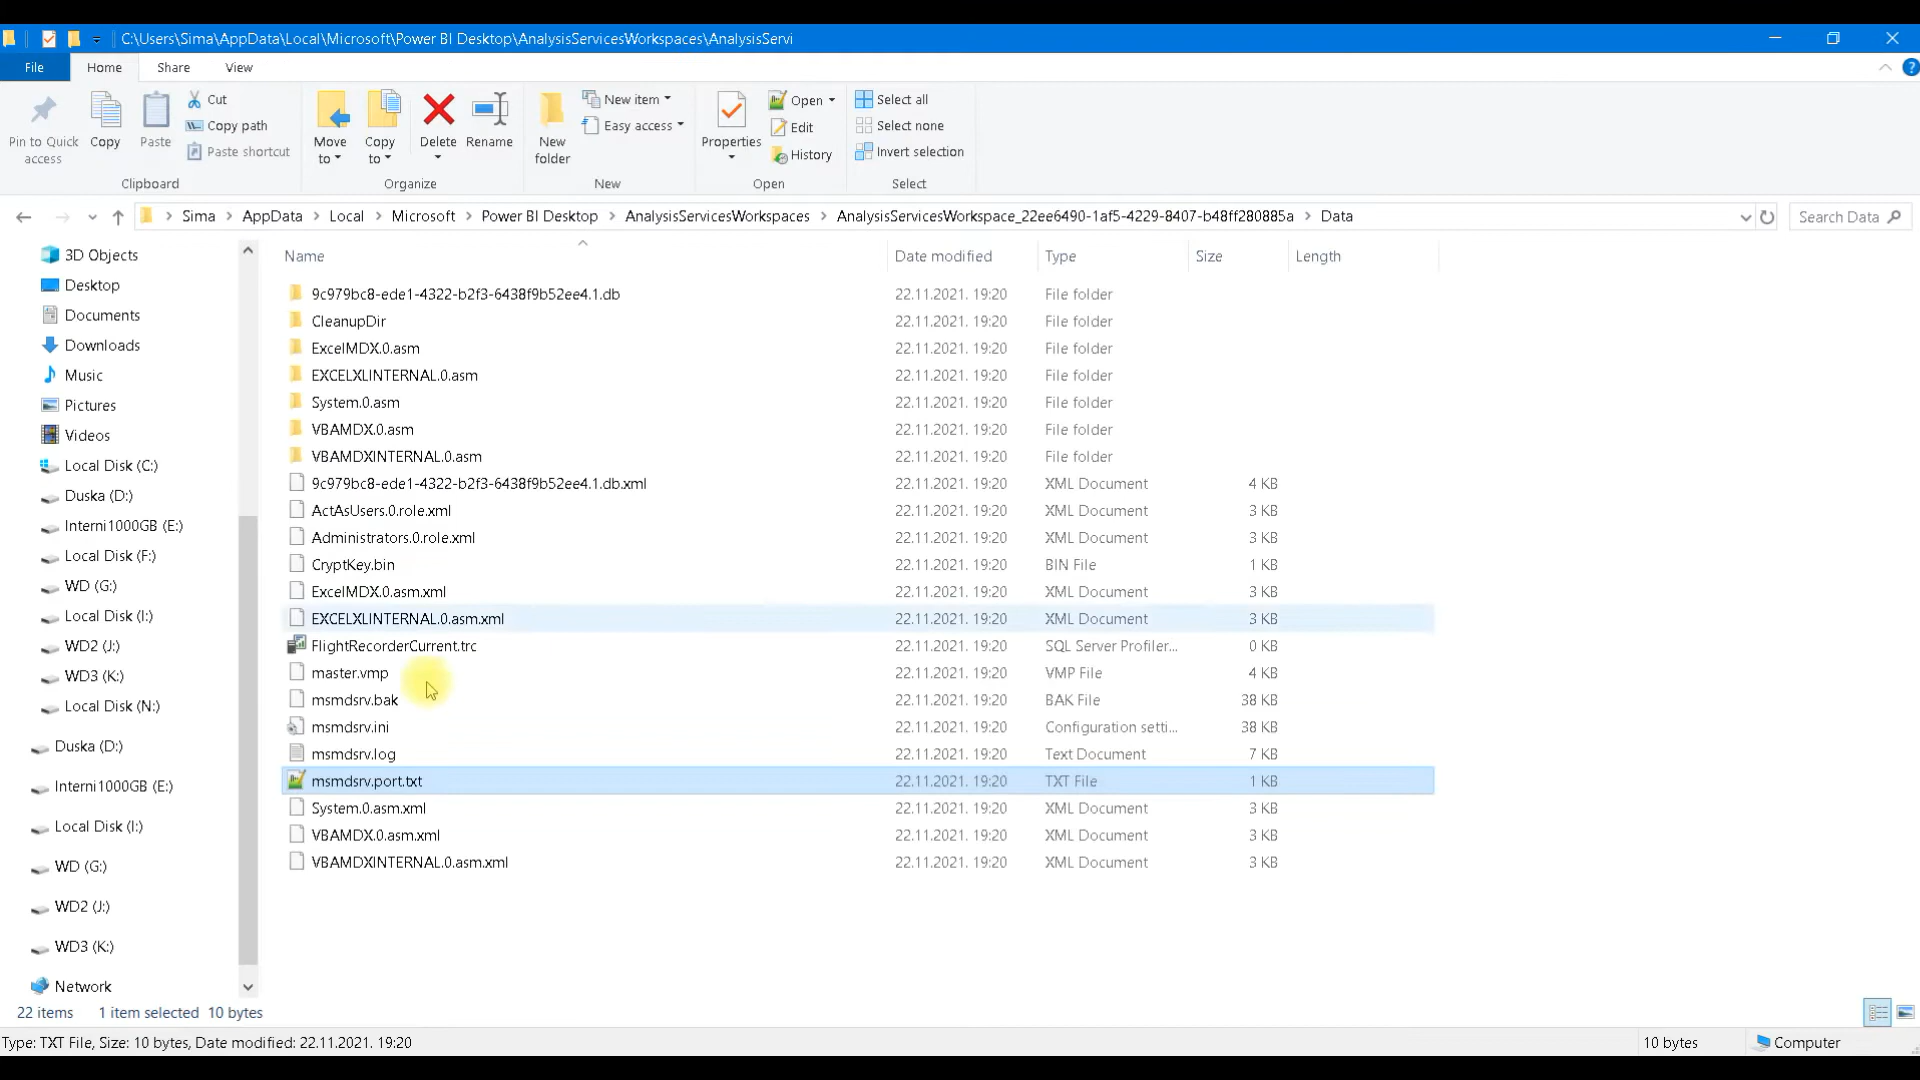 C:\Users\Sima\AppData\Local\Microsoft\Power BI Desktop\AnalysisServicesWorkspaces\AnalysisServi
File Home Share View
Pin to Quick access
Copy
Paste
Cut
Copy path
Paste shortcut
Clipboard
Move to
Copy to
Delete
Rename
Organize
New folder
New item
Easy access
New
Properties
Open
Edit
History
Open
Select all
Select none
Invert selection
Select
Sima AppData Local Microsoft Power BI Desktop AnalysisServicesWorkspaces AnalysisServicesWorkspace_22ee6490-1af5-4229-8407-b48ff280885a Data
Search Data
3D Objects
Desktop
Documents
Downloads
Music
Pictures
Videos
Local Disk (C:)
Duska (D:)
Interni1000GB (E:)
Local Disk (F:)
WD (G:)
Local Disk (I:)
WD2 (J:)
WD3 (K:)
Local Disk (N:)
Duska (D:)
Interni1000GB (E:)
Local Disk (I:)
WD (G:)
WD2 (J:)
WD3 (K:)
Network
Name Date modified Type Size Length
9c979bc8-ede1-4322-b2f3-6438f9b52ee4.1.db 22.11.2021. 19:20 File folder
CleanupDir 22.11.2021. 19:20 File folder
ExcelMDX.0.asm 22.11.2021. 19:20 File folder
EXCELXLINTERNAL.0.asm 22.11.2021. 19:20 File folder
System.0.asm 22.11.2021. 19:20 File folder
VBAMDX.0.asm 22.11.2021. 19:20 File folder
VBAMDXINTERNAL.0.asm 22.11.2021. 19:20 File folder
9c979bc8-ede1-4322-b2f3-6438f9b52ee4.1.db.xml 22.11.2021. 19:20 XML Document 4 KB
ActAsUsers.0.role.xml 22.11.2021. 19:20 XML Document 3 KB
Administrators.0.role.xml 22.11.2021. 19:20 XML Document 3 KB
CryptKey.bin 22.11.2021. 19:20 BIN File 1 KB
ExcelMDX.0.asm.xml 22.11.2021. 19:20 XML Document 3 KB
EXCELXLINTERNAL.0.asm.xml 22.11.2021. 19:20 XML Document 3 KB
FlightRecorderCurrent.trc 22.11.2021. 19:20 SQL Server Profiler... 0 KB
master.vmp 22.11.2021. 19:20 VMP File 4 KB
msmdsrv.bak 22.11.2021. 19:20 BAK File 38 KB
msmdsrv.ini 22.11.2021. 19:20 Configuration setti... 38 KB
msmdsrv.log 22.11.2021. 19:20 Text Document 7 KB
msmdsrv.port.txt 22.11.2021. 19:20 TXT File 1 KB
System.0.asm.xml 22.11.2021. 19:20 XML Document 3 KB
VBAMDX.0.asm.xml 22.11.2021. 19:20 XML Document 3 KB
VBAMDXINTERNAL.0.asm.xml 22.11.2021. 19:20 XML Document 3 KB
22 items 1 item selected 10 bytes
Type: TXT File, Size: 10 bytes, Date modified: 22.11.2021. 19:20 10 bytes Computer